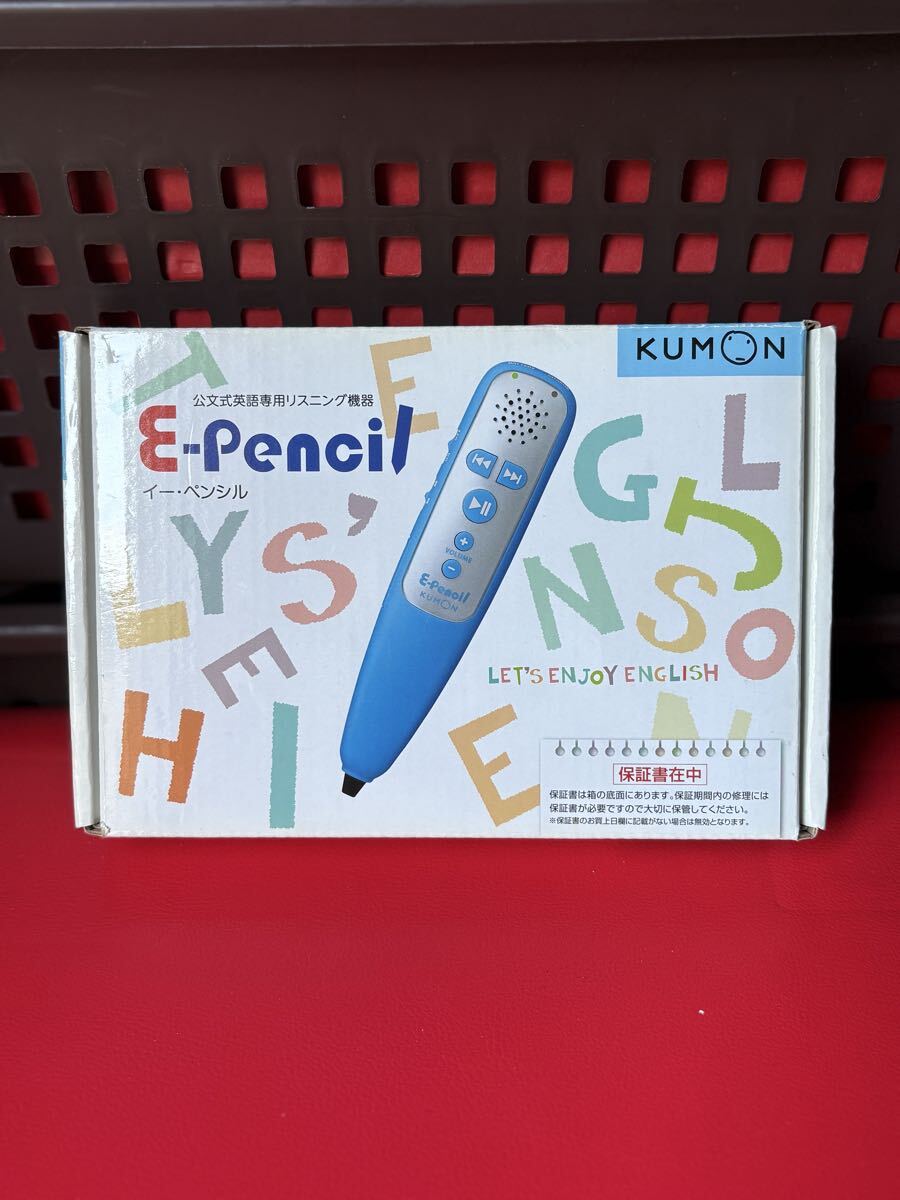 KUMON
公文式英語専用リスニング機器
E-Pencil
イー・ペンシル
VOLUME
E-Pencil
KUMON
LET'S ENJOY ENGLISH
保証書在中
保証書は箱の底面にあります。保証期間内の修理には
保証書が必要ですので大切に保管してください。
※保証書のお買上日欄に記載がない場合は無効となります。
T
E
L
G
J
Y
S'
N
S
O
E
H
I
E
N